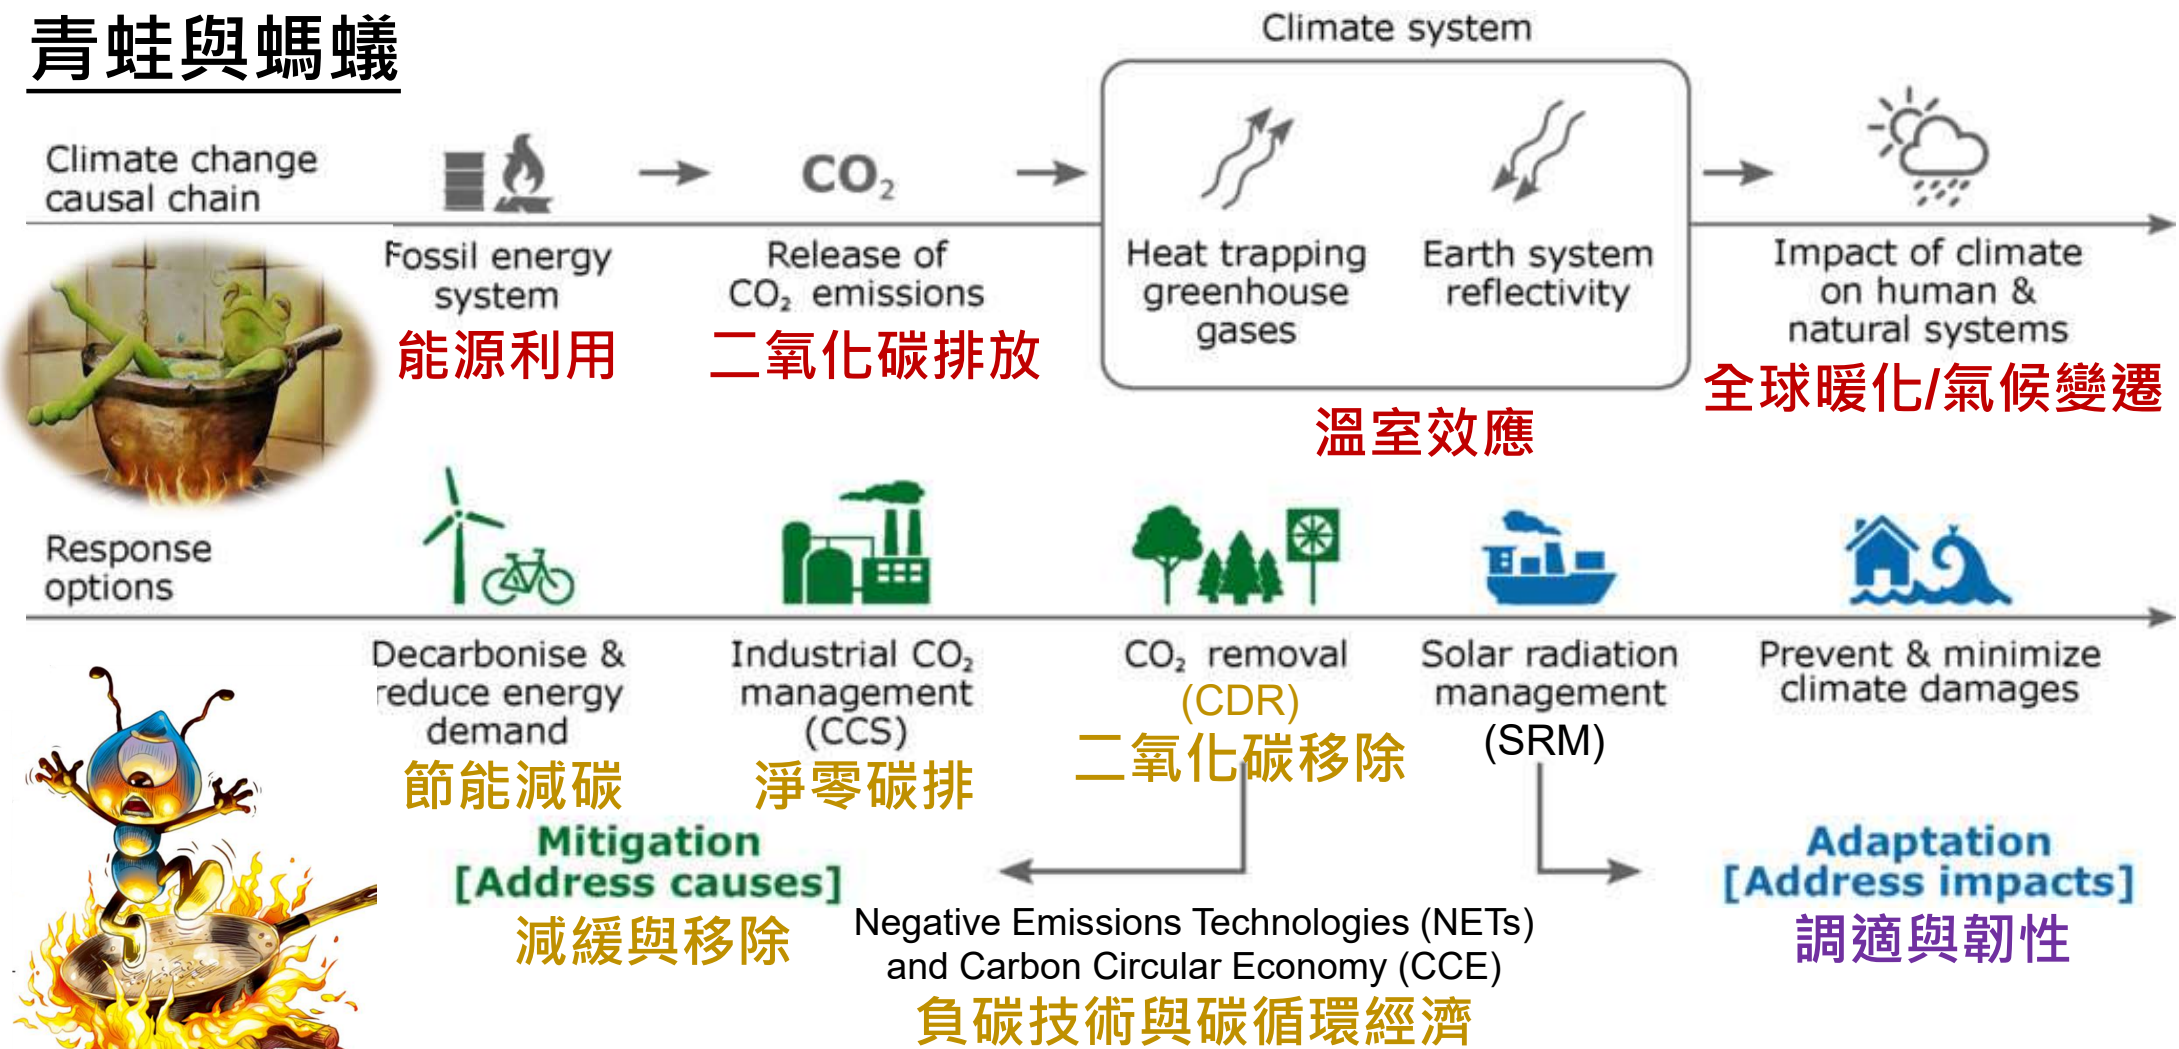 青蛙與螞蟻
Climate system
Climate change
causal chain
CO₂
Fossil energy
system
能源利用
Release of
CO₂ emissions
二氧化碳排放
Heat trapping
greenhouse
gases
Earth system
reflectivity
溫室效應
Impact of climate
on human &
natural systems
全球暖化/氣候變遷
Response
options
Decarbonise &
reduce energy
demand
節能減碳
Industrial CO₂
management
(CCS)
淨零碳排
CO₂ removal
(CDR)
二氧化碳移除
Solar radiation
management
(SRM)
Prevent & minimize
climate damages
Mitigation
[Address causes]
減緩與移除
Negative Emissions Technologies (NETs)
and Carbon Circular Economy (CCE)
負碳技術與碳循環經濟
Adaptation
[Address impacts]
調適與韌性